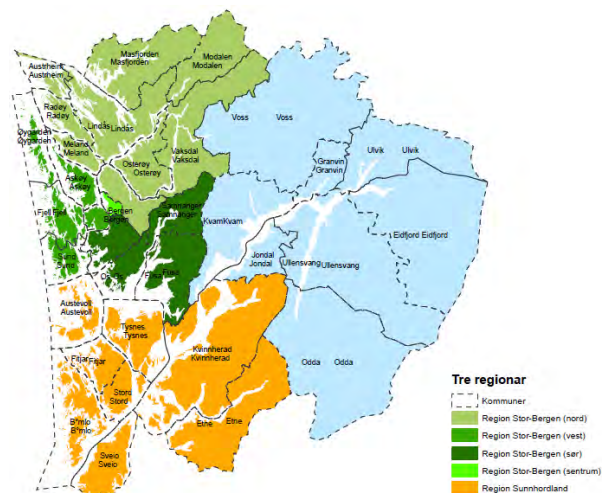 Masfjorden
Masfjorden
Modalen
Modalen
Austrheim
Austrheim
Radøy
Radøy
Lindås Lindås
Voss Voss
Øygarden
Øygarden
Meland
Meland
Vaksdal
Vaksdal
Osterøy
Osterøy
Granvin
Granvin
Ulvik Ulvik
Askøy
Askøy
Bergen
Bergen
Samnanger
Samnanger
Fjell Fjell
KvamKvam
Eidfjord Eidfjord
Sund
Sund
Os Os
Fusa Fusa
Jondal
Jondal
Ullensvang
Ullensvang
Austevoll
Austevoll
Tysnes
Tysnes
Kvinnherad
Kvinnherad
Fitjar
Fitjar
Odda Odda
Stord
Stord
B°mlo
B°mlo
Etne Etne
Sveio
Sveio
Tre regionar
Kommuner
Region Stor-Bergen (nord)
Region Stor-Bergen (vest)
Region Stor-Bergen (sør)
Region Stor-Bergen (sentrum)
Region Sunnhordland